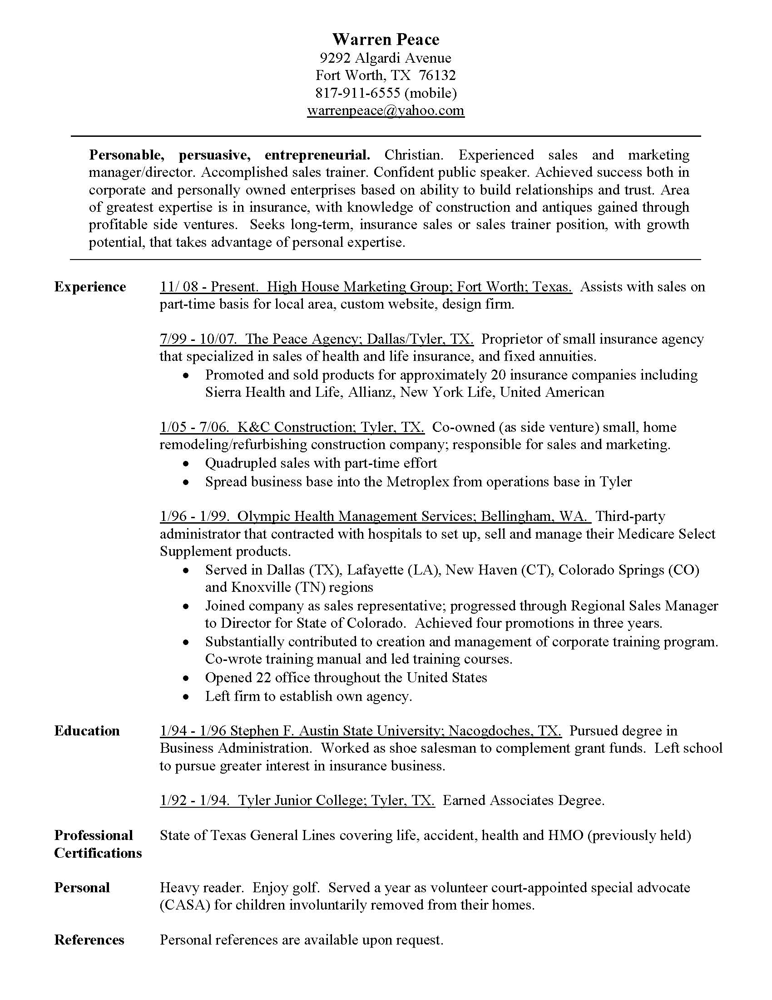 Warren Peace
9292 Algardi Avenue
Fort Worth, TX  76132
817-911-6555 (mobile)
warrenpeace@yahoo.com
Personable, persuasive, entrepreneurial. Christian. Experienced sales and marketing
manager/director. Accomplished sales trainer. Confident public speaker. Achieved success both in
corporate and personally owned enterprises based on ability to build relationships and trust. Area
of greatest expertise is in insurance, with knowledge of construction and antiques gained through
profitable side ventures.  Seeks long-term, insurance sales or sales trainer position, with growth
potential, that takes advantage of personal expertise.
Experience 11/ 08 - Present.  High House Marketing Group; Fort Worth; Texas.  Assists with sales on
part-time basis for local area, custom website, design firm.
7/99 - 10/07.  The Peace Agency; Dallas/Tyler, TX.  Proprietor of small insurance agency
that specialized in sales of health and life insurance, and fixed annuities.
• Promoted and sold products for approximately 20 insurance companies including
Sierra Health and Life, Allianz, New York Life, United American
1/05 - 7/06.  K&C Construction; Tyler, TX.  Co-owned (as side venture) small, home
remodeling/refurbishing construction company; responsible for sales and marketing.
• Quadrupled sales with part-time effort
• Spread business base into the Metroplex from operations base in Tyler
1/96 - 1/99.  Olympic Health Management Services; Bellingham, WA.  Third-party
administrator that contracted with hospitals to set up, sell and manage their Medicare Select
Supplement products.
• Served in Dallas (TX), Lafayette (LA), New Haven (CT), Colorado Springs (CO)
and Knoxville (TN) regions
• Joined company as sales representative; progressed through Regional Sales Manager
to Director for State of Colorado.  Achieved four promotions in three years.
• Substantially contributed to creation and management of corporate training program.
Co-wrote training manual and led training courses.
• Opened 22 office throughout the United States
• Left firm to establish own agency.
Education 1/94 - 1/96 Stephen F. Austin State University; Nacogdoches, TX.  Pursued degree in
Business Administration.  Worked as shoe salesman to complement grant funds.  Left school
to pursue greater interest in insurance business.
1/92 - 1/94.  Tyler Junior College; Tyler, TX.  Earned Associates Degree.
Professional State of Texas General Lines covering life, accident, health and HMO (previously held)
Certifications
Personal Heavy reader.  Enjoy golf.  Served a year as volunteer court-appointed special advocate
(CASA) for children involuntarily removed from their homes.
References Personal references are available upon request.